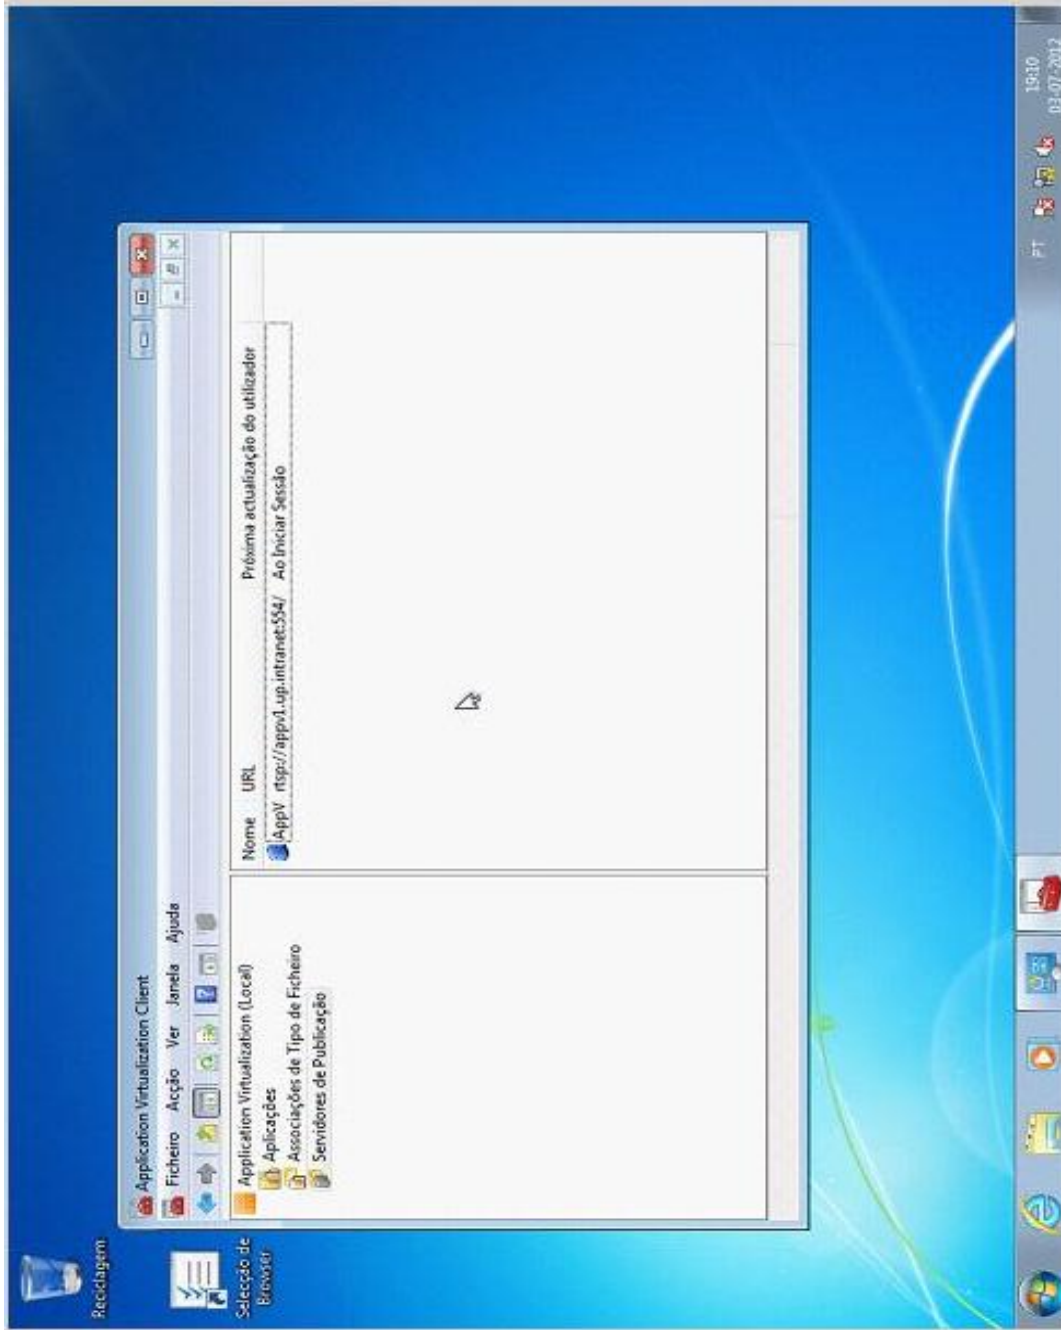 Reciclagem
Selecção de
Browser
Application Virtualization Client
Ficheiro Acção Ver Janela Ajuda
Application Virtualization (Local)
Aplicações
Associações de Tipo de Ficheiro
Servidores de Publicação
Nome URL Próxima actualização do utilizador
AppV rtsp://appv1.up.intranet:554/ Ao Iniciar Sessão
PT
19:10
03-07-2012